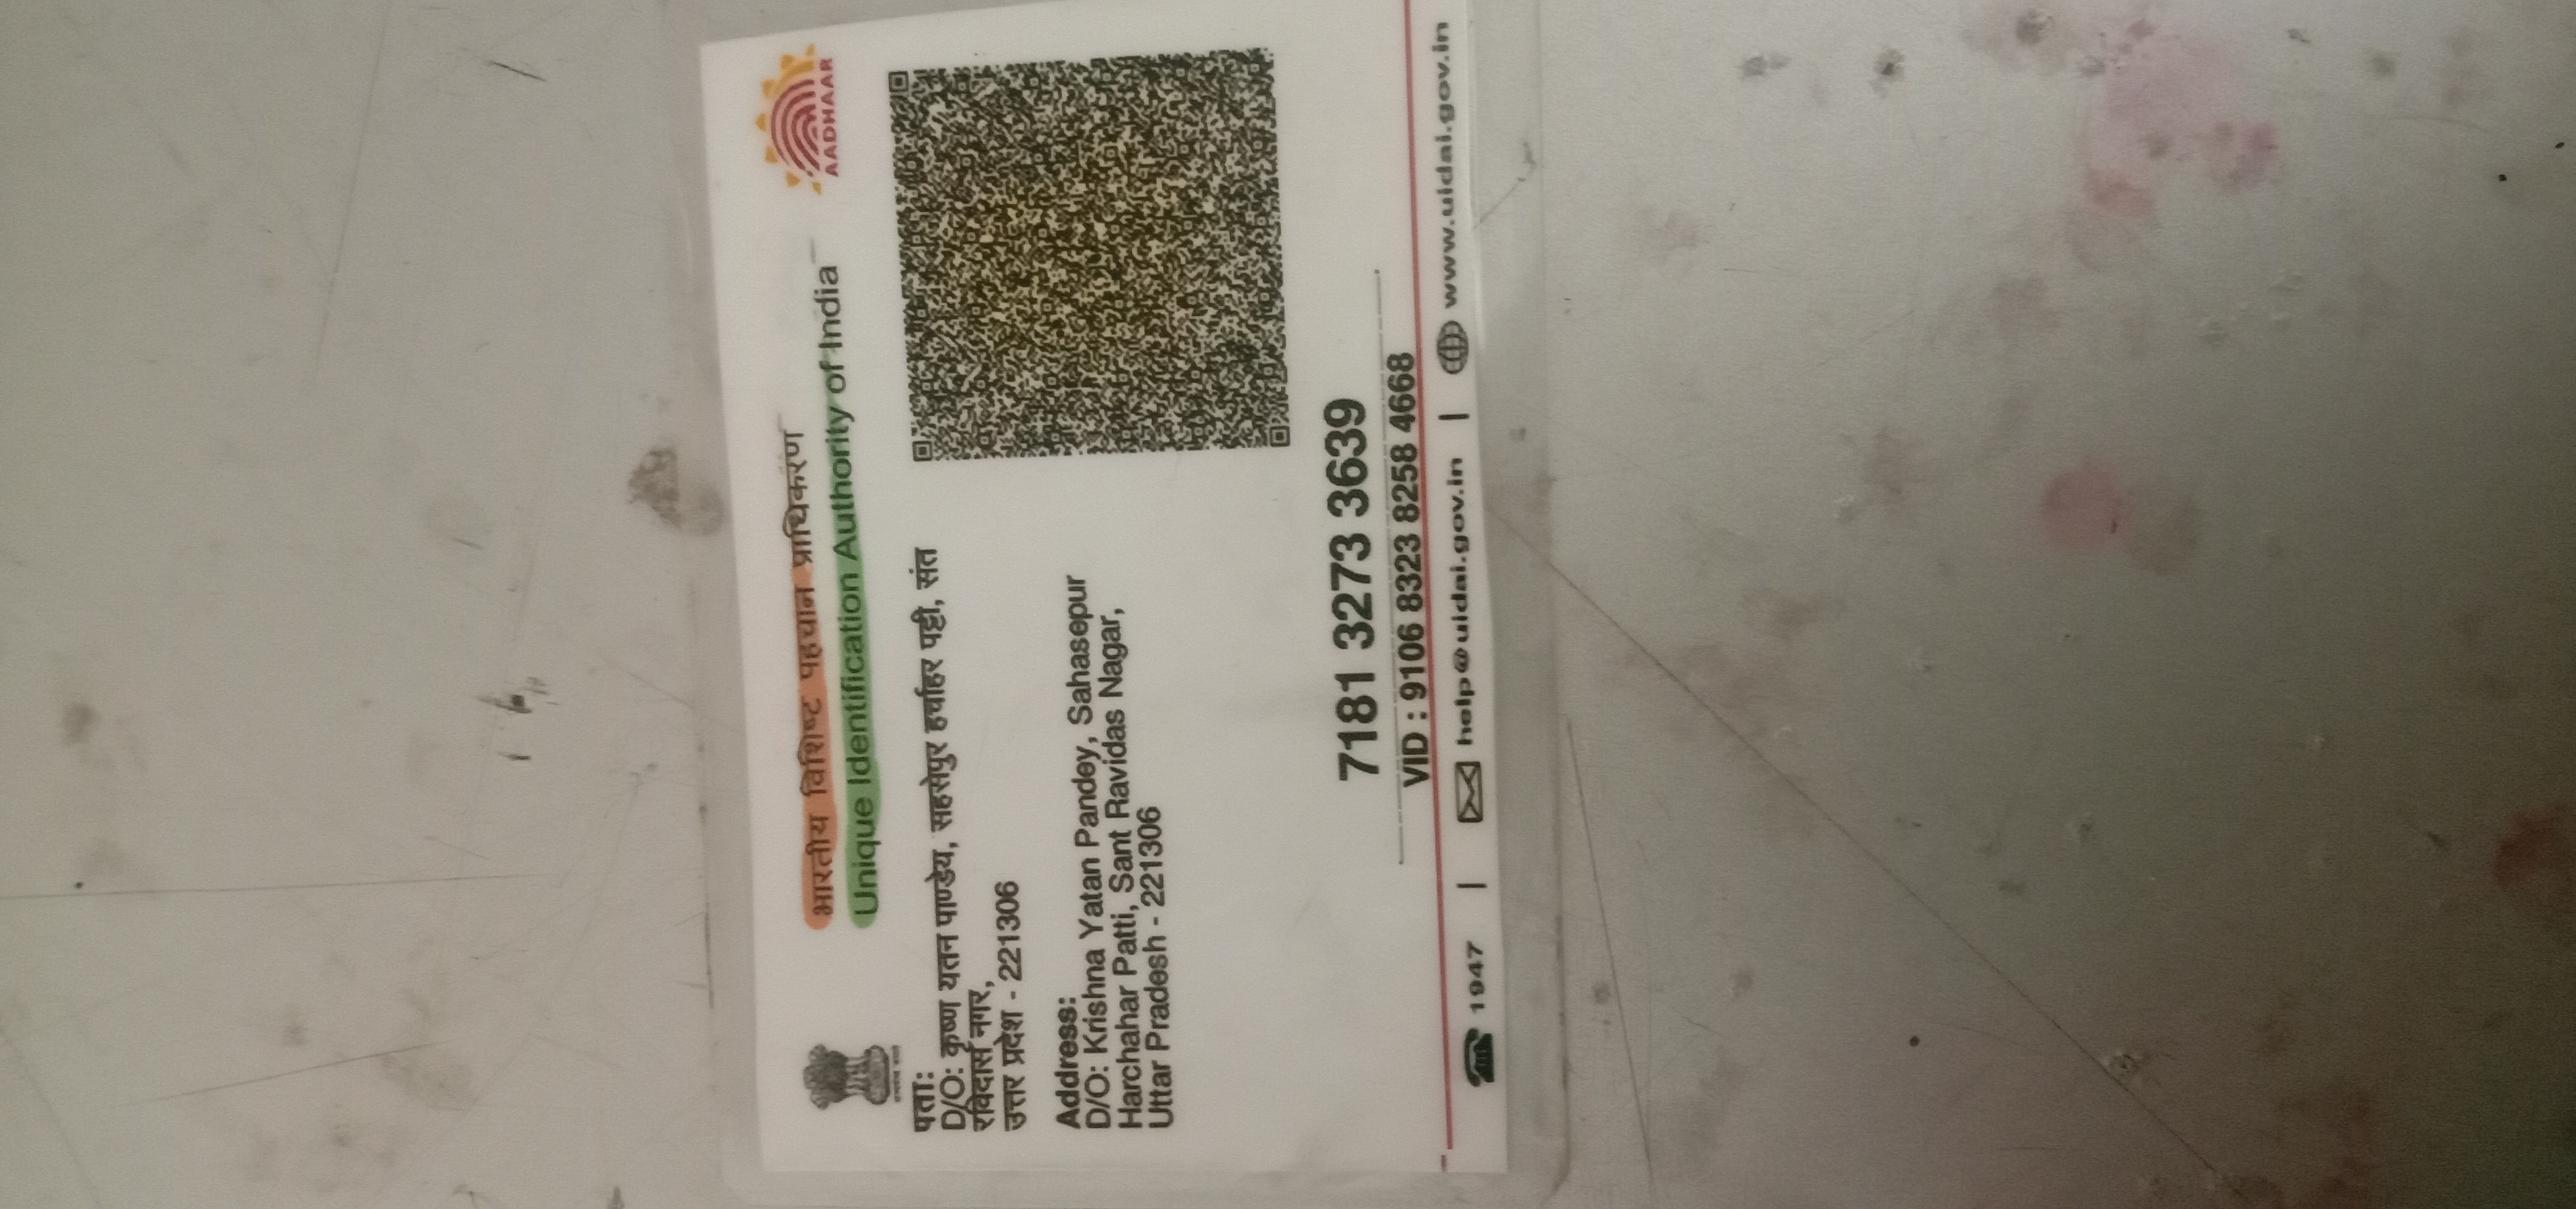 भारतीय विशिष्ट पहचान प्राधिकरण
Unique Identification Authority of India
AADHAAR
पता:
D/O: कृष्ण यतन पाण्डेय, सहसेपुर हर्चाहर पट्टी, संत
रविदास नगर,
उत्तर प्रदेश - 221306
Address:
D/O: Krishna Yatan Pandey, Sahasepur
Harchahar Patti, Sant Ravidas Nagar,
Uttar Pradesh - 221306
7181 3273 3639
VID : 9106 8323 8258 4668
1947 | help@uidai.gov.in | www.uidai.gov.in